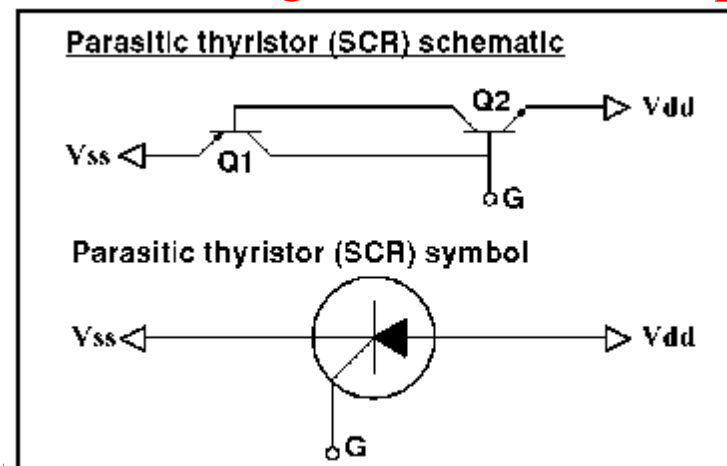 Parasitic thyristor (SCR) schematic
Q2
Vdd
Vss
Q1
G
Parasitic thyristor (SCR) symbol
Vss
Vdd
G